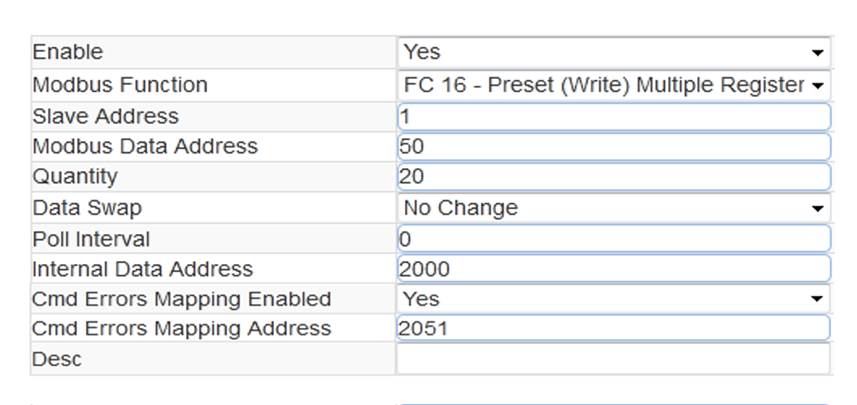 Enable Yes
Modbus Function FC 16 - Preset (Write) Multiple Register
Slave Address 1
Modbus Data Address 50
Quantity 20
Data Swap No Change
Poll Interval 0
Internal Data Address 2000
Cmd Errors Mapping Enabled Yes
Cmd Errors Mapping Address 2051
Desc